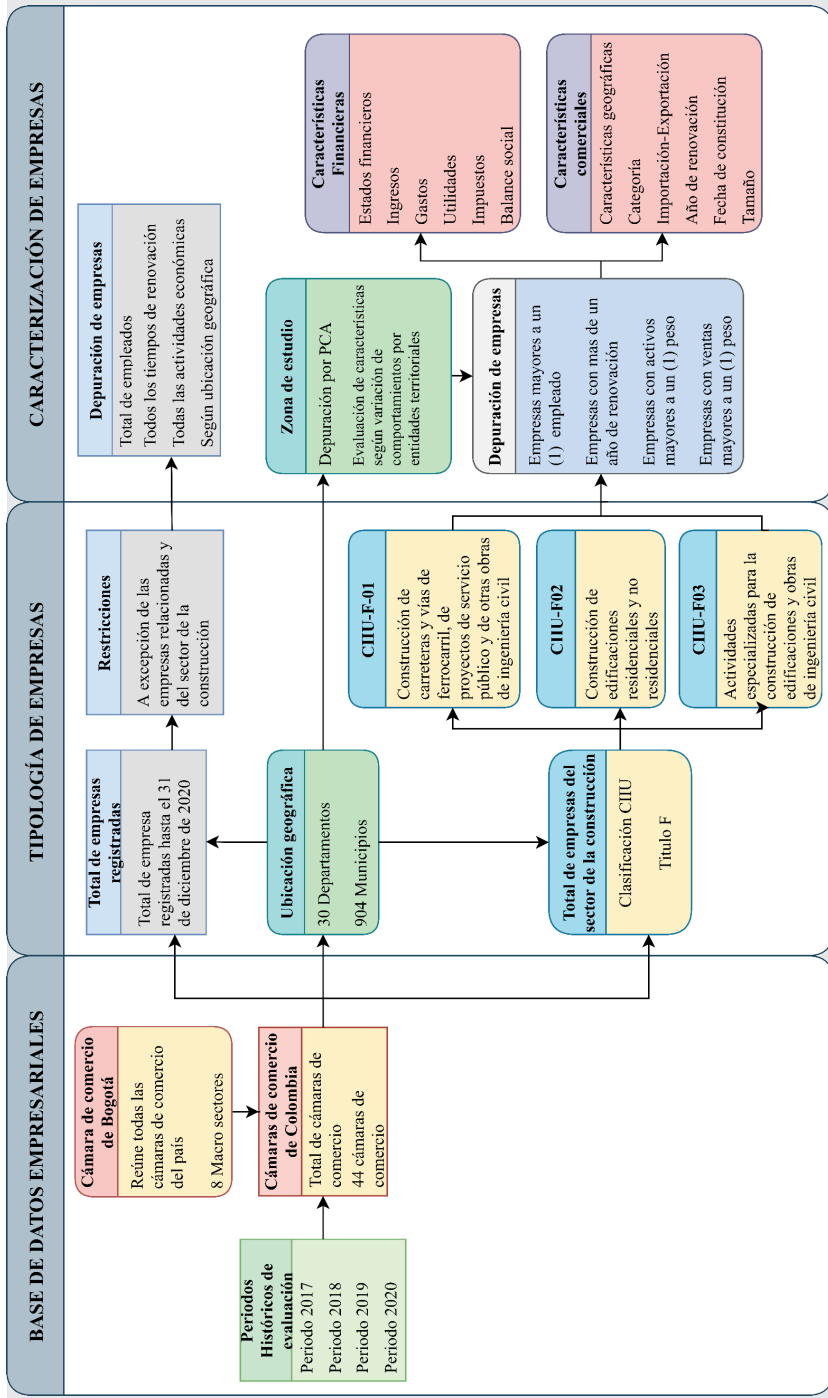 BASE DE DATOS EMPRESARIALES
Cámara de comercio
de Bogotá
Reúne todas las
cámaras de comercio
del país
8 Macro sectores
Periodos
Históricos de
evaluación
Periodo 2017
Periodo 2018
Periodo 2019
Periodo 2020
Cámaras de comercio
de Colombia
Total de cámaras de
comercio
44 cámaras de
comercio
TIPOLOGÍA DE EMPRESAS
Total de empresas
registradas
Total de empresa
registradas hasta el 31
de diciembre de 2020
Restricciones
A excepción de las
empresas relacionadas y
del sector de la
construcción
Ubicación geográfica
30 Departamentos
904 Municipios
Total de empresas del
sector de la construcción
Clasificación CIIU
Titulo F
CIIU-F-01
Construcción de
carreteras y vías de
ferrocarril, de
proyectos de servicio
público y de otras obras
de ingeniería civil
CIIU-F02
Construcción de
edificaciones
residenciales y no
residenciales
CIIU-F03
Actividades
especializadas para la
construcción de
edificaciones y obras
de ingeniería civil
CARACTERIZACIÓN DE EMPRESAS
Depuración de empresas
Total de empleados
Todos los tiempos de renovación
Todas las actividades económicas
Según ubicación geográfica
Zona de estudio
Depuración por PCA
Evaluación de características
según variación de
comportamientos por
entidades territoriales
Depuración de empresas
Empresas mayores a un
(1) empleado
Empresas con mas de un
año de renovación
Empresas con activos
mayores a un (1) peso
Empresas con ventas
mayores a un (1) peso
Características
Financieras
Estados financieros
Ingresos
Gastos
Utilidades
Impuestos
Balance social
Características
comerciales
Características geográficas
Categoría
Importación-Exportación
Año de renovación
Fecha de constitución
Tamaño